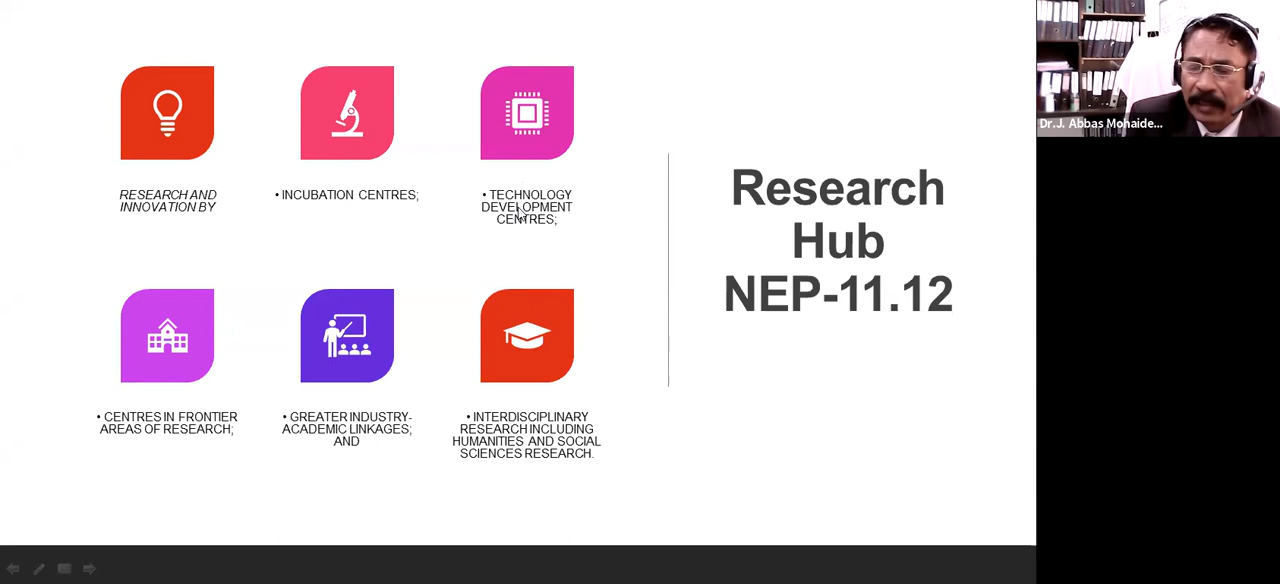 RESEARCH AND
INNOVATION BY
• INCUBATION CENTRES;
• TECHNOLOGY
DEVELOPMENT
CENTRES;
• CENTRES IN FRONTIER
AREAS OF RESEARCH;
• GREATER INDUSTRY-
ACADEMIC LINKAGES;
AND
• INTERDISCIPLINARY
RESEARCH INCLUDING
HUMANITIES AND SOCIAL
SCIENCES RESEARCH.
Research
Hub
NEP-11.12
Dr.J. Abbas Mohaide...